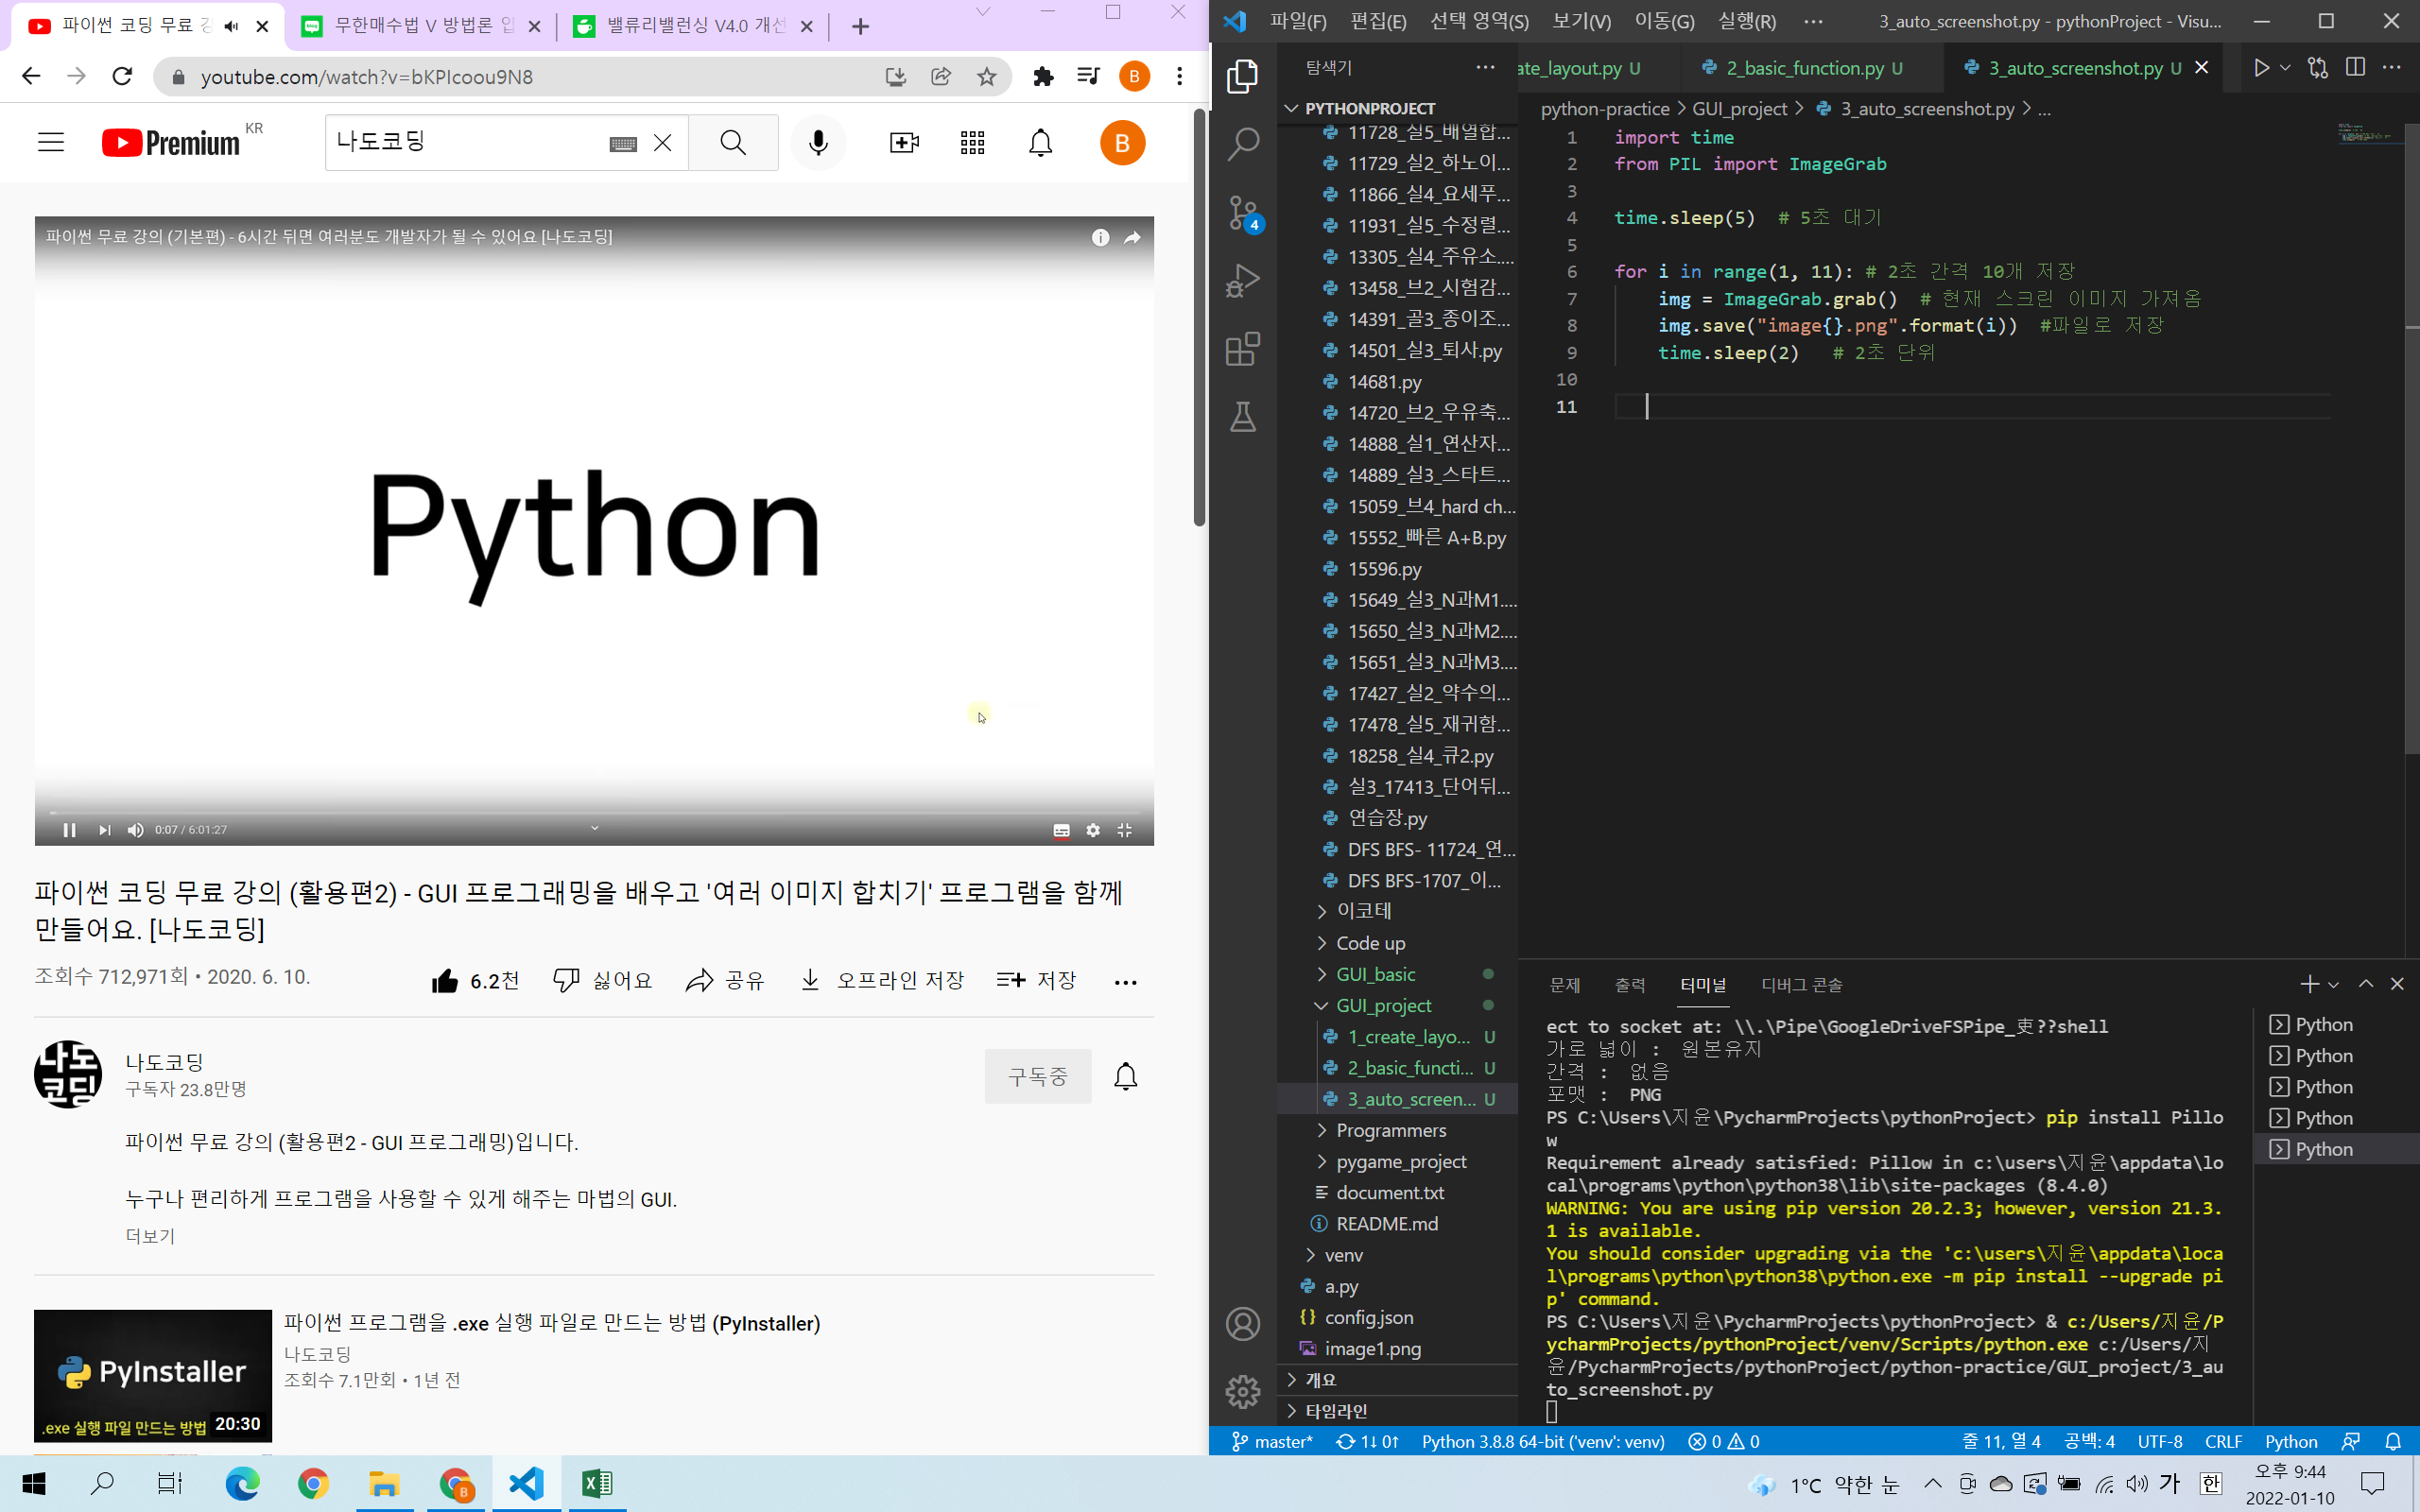 파이썬 코딩 무료 강
무한매수법 V 방법론 입
밸류리밸런싱 V4.0 개선
youtube.com/watch?v=bKPIcoou9N8
B
Premium KR
나도코딩
B
파이썬 무료 강의 (기본편) - 6시간 뒤면 여러분도 개발자가 될 수 있어요 [나도코딩]
Python
0:07 / 6:01:27
파이썬 코딩 무료 강의 (활용편2) - GUI 프로그래밍을 배우고 '여러 이미지 합치기' 프로그램을 함께
만들어요. [나도코딩]
조회수 712,971회 • 2020. 6. 10.
6.2천 싫어요 공유 오프라인 저장 저장
나도
코딩
나도코딩
구독자 23.8만명
구독중
파이썬 무료 강의 (활용편2 - GUI 프로그래밍)입니다.
누구나 편리하게 프로그램을 사용할 수 있게 해주는 마법의 GUI.
더보기
PyInstaller
.exe 실행 파일 만드는 방법 20:30
파이썬 프로그램을 .exe 실행 파일로 만드는 방법 (PyInstaller)
나도코딩
조회수 7.1만회 • 1년 전
파일(F) 편집(E) 선택 영역(S) 보기(V) 이동(G) 실행(R) ··· 3_auto_screenshot.py - pythonProject - Visu...
탐색기 ···
ate_layout.py U 2_basic_function.py U 3_auto_screenshot.py U
python-practice > GUI_project > 3_auto_screenshot.py > ...
4
PYTHONPROJECT
11728_실5_배열합...
11729_실2_하노이...
11866_실4_요세푸...
11931_실5_수정렬...
13305_실4_주유소....
13458_브2_시험감...
14391_골3_종이조...
14501_실3_퇴사.py
14681.py
14720_브2_우유축...
14888_실1_연산자...
14889_실3_스타트...
15059_브4_hard ch...
15552_빠른 A+B.py
15596.py
15649_실3_N과M1....
15650_실3_N과M2....
15651_실3_N과M3....
17427_실2_약수의...
17478_실5_재귀함...
18258_실4_큐2.py
실3_17413_단어뒤...
연습장.py
DFS BFS- 11724_연...
DFS BFS-1707_이...
이코테
Code up
GUI_basic
GUI_project
1_create_layo... U
2_basic_functi... U
3_auto_screen... U
Programmers
pygame_project
document.txt
README.md
venv
a.py
config.json
image1.png
개요
타임라인
1 import time
2 from PIL import ImageGrab
3
4 time.sleep(5)  # 5초 대기
5
6 for i in range(1, 11): # 2초 간격 10개 저장
7     img = ImageGrab.grab()  # 현재 스크린 이미지 가져옴
8     img.save("image{}.png".format(i))  #파일로 저장
9     time.sleep(2)   # 2초 단위
10
11
문제 출력 터미널 디버그 콘솔
ect to socket at: \\.\Pipe\GoogleDriveFSPipe_吏??shell
가로 넓이 :  원본유지
간격 :  없음
포맷 :  PNG
PS C:\Users\지윤\PycharmProjects\pythonProject> pip install Pillo
w
Requirement already satisfied: Pillow in c:\users\지윤\appdata\lo
cal\programs\python\python38\lib\site-packages (8.4.0)
WARNING: You are using pip version 20.2.3; however, version 21.3.
1 is available.
You should consider upgrading via the 'c:\users\지윤\appdata\loca
l\programs\python\python38\python.exe -m pip install --upgrade pi
p' command.
PS C:\Users\지윤\PycharmProjects\pythonProject> & c:/Users/지윤/P
ycharmProjects/pythonProject/venv/Scripts/python.exe c:/Users/지
윤/PycharmProjects/pythonProject/python-practice/GUI_project/3_au
to_screenshot.py
Python
Python
Python
Python
Python
master* 1↓ 0↑ Python 3.8.8 64-bit ('venv': venv) 0 0 줄 11, 열 4 공백: 4 UTF-8 CRLF Python
B
1°C 약한 눈 가 한 오후 9:44
2022-01-10